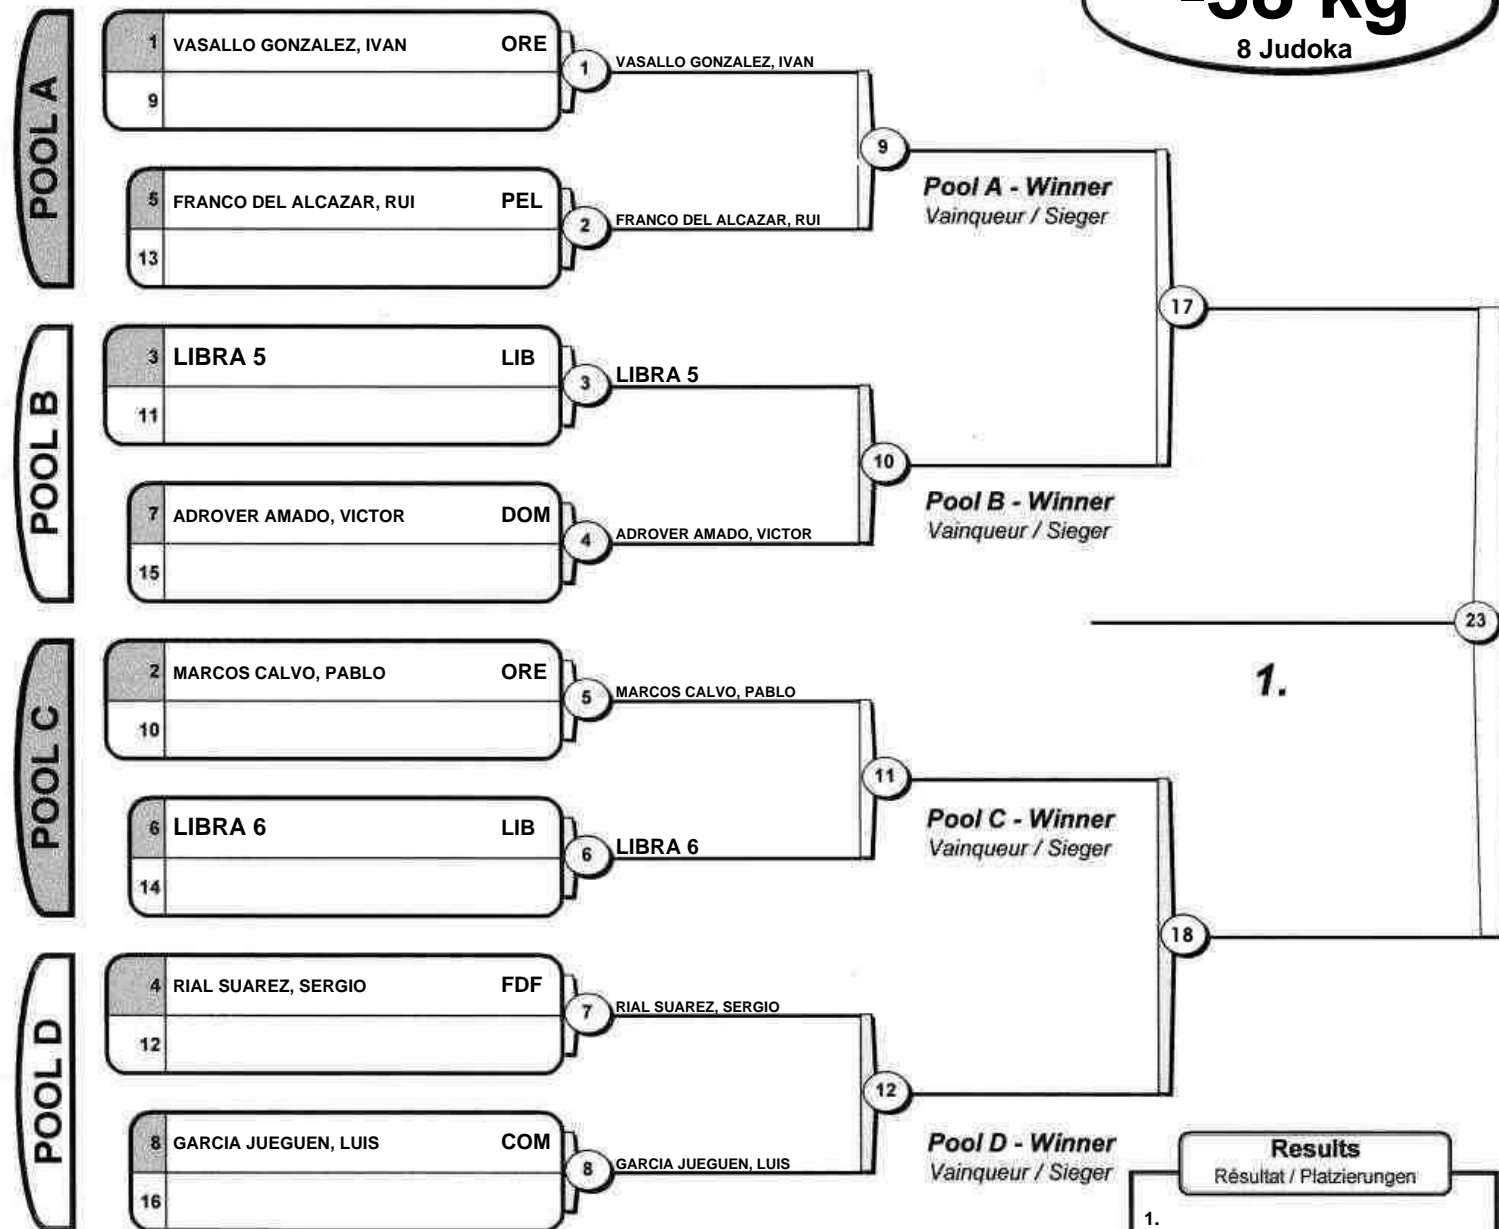 -38 kg
8 Judoka
POOL A
1 VASALLO GONZALEZ, IVAN ORE
9
1 VASALLO GONZALEZ, IVAN
5 FRANCO DEL ALCAZAR, RUI PEL
13
2 FRANCO DEL ALCAZAR, RUI
9
Pool A - Winner
Vainqueur / Sieger
17
POOL B
3 LIBRA 5 LIB
11
3 LIBRA 5
7 ADROVER AMADO, VICTOR DOM
15
4 ADROVER AMADO, VICTOR
10
Pool B - Winner
Vainqueur / Sieger
23
1.
POOL C
2 MARCOS CALVO, PABLO ORE
10
5 MARCOS CALVO, PABLO
6 LIBRA 6 LIB
14
6 LIBRA 6
11
Pool C - Winner
Vainqueur / Sieger
18
POOL D
4 RIAL SUAREZ, SERGIO FDF
12
7 RIAL SUAREZ, SERGIO
8 GARCIA JUEGUEN, LUIS COM
16
8 GARCIA JUEGUEN, LUIS
12
Pool D - Winner
Vainqueur / Sieger
Results
Résultat / Platzierungen
1.